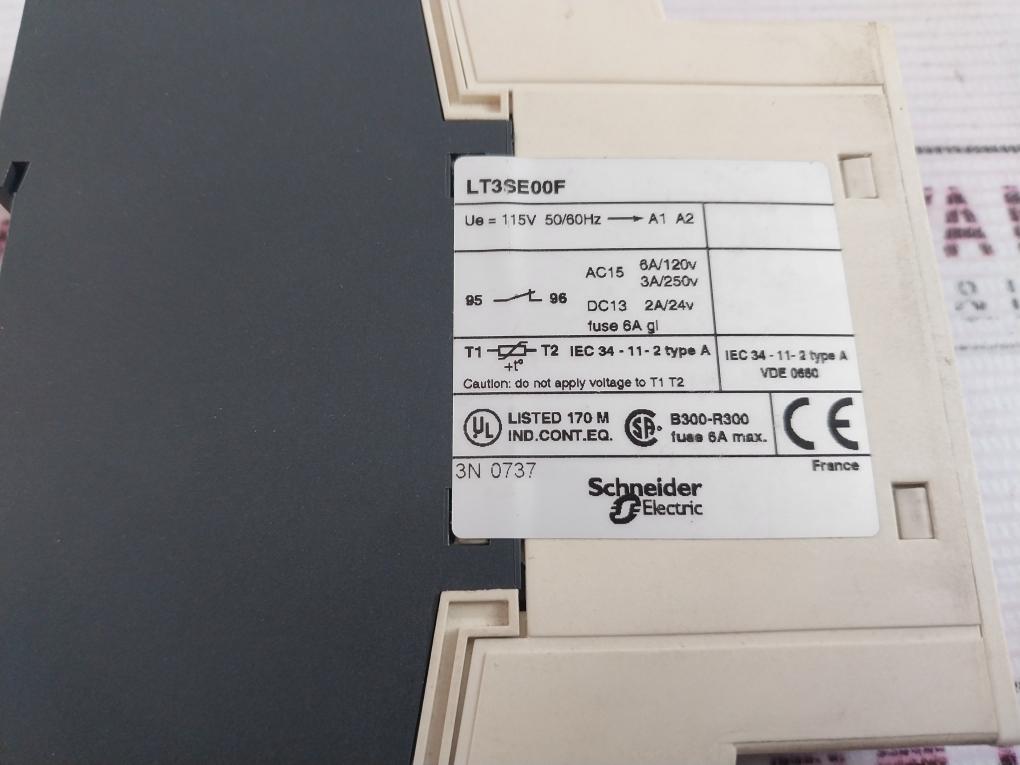 LT3SE00F
Ue = 115V 50/60Hz → A1 A2
95 96
AC15 6A/120v
3A/250v
DC13 2A/24v
fuse 6A gl
T1 T2 IEC 34 - 11- 2 type A
+t°
Caution: do not apply voltage to T1 T2
IEC 34 - 11- 2 type A
VDE 0660
UL LISTED 170 M
IND.CONT.EQ.
SA B300-R300
fuse 6A max.
CE
3N 0737
France
Schneider
Electric